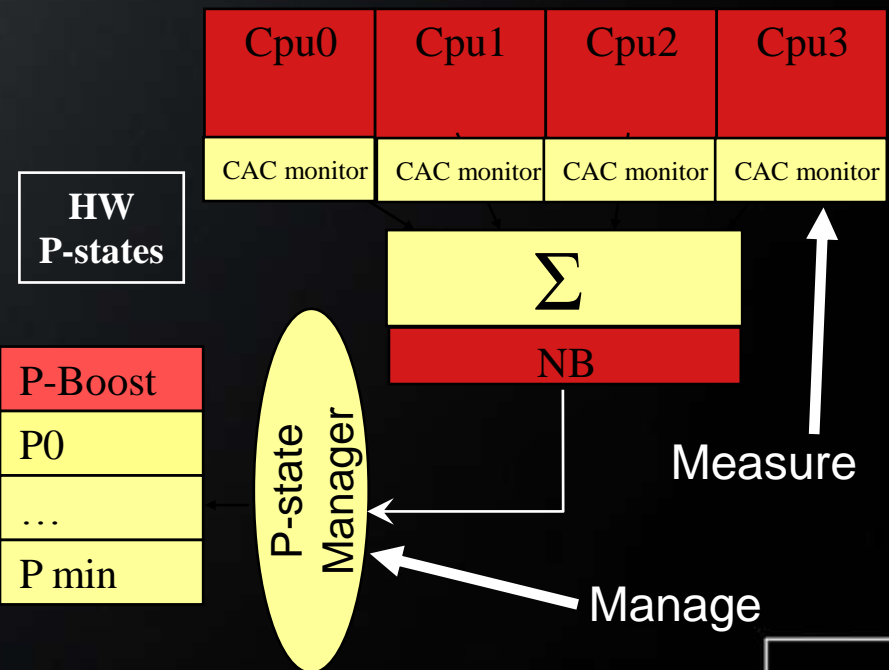 Cpu0 Cpu1 Cpu2 Cpu3
CAC monitor CAC monitor CAC monitor CAC monitor
HW
P-states
Σ
NB
P-Boost
P0
…
P min
P-state
Manager
Measure
Manage